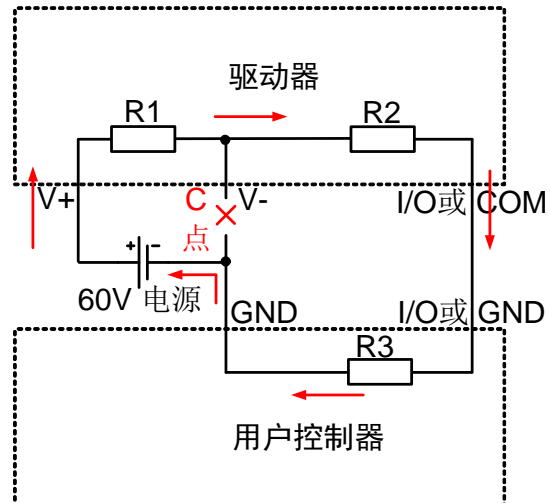 驱动器
R1
R2
V+
C
点
V-
I/O或 COM
+ -
60V 电源
GND
I/O或 GND
R3
用户控制器